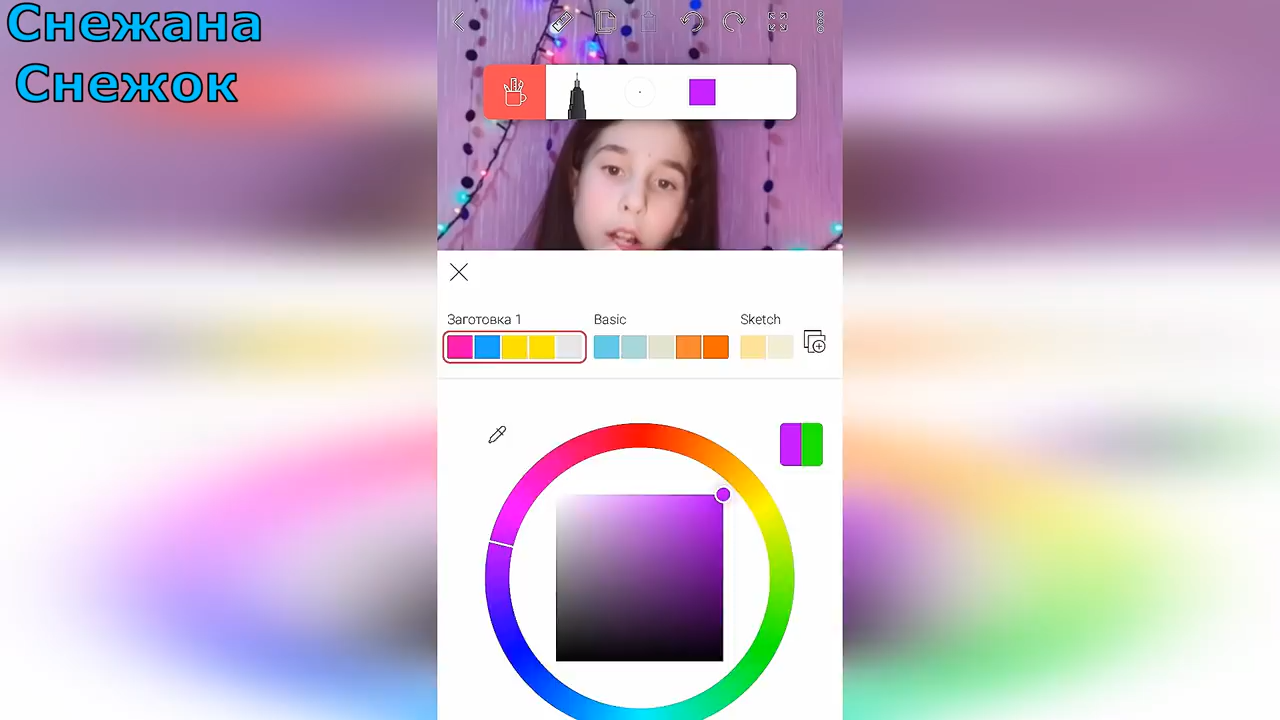 Снежана
Снежок
Заготовка 1
Basic
Sketch